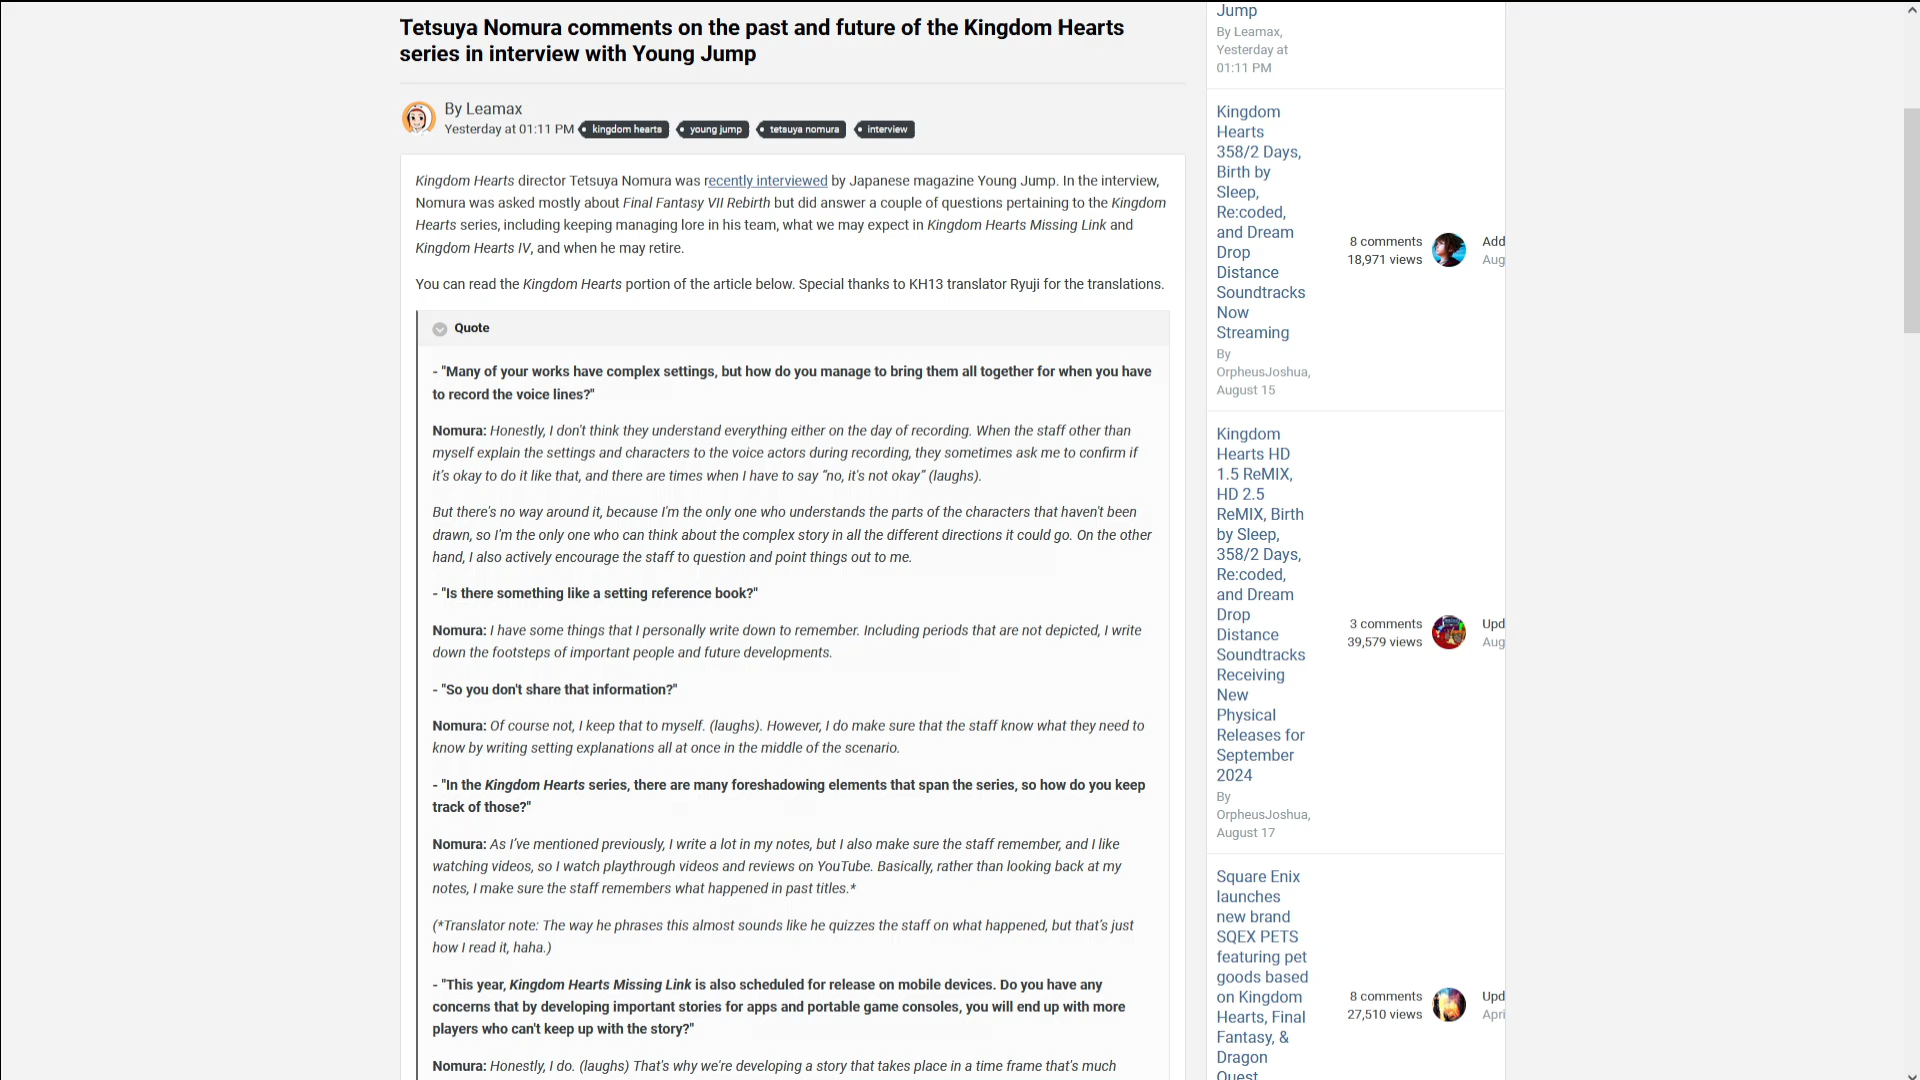 Tetsuya Nomura comments on the past and future of the Kingdom Hearts
series in interview with Young Jump
By Leamax
Yesterday at 01:11 PM
kingdom hearts
young jump
tetsuya nomura
interview
Kingdom Hearts director Tetsuya Nomura was recently interviewed by Japanese magazine Young Jump. In the interview,
Nomura was asked mostly about Final Fantasy VII Rebirth but did answer a couple of questions pertaining to the Kingdom
Hearts series, including keeping managing lore in his team, what we may expect in Kingdom Hearts Missing Link and
Kingdom Hearts IV, and when he may retire.
You can read the Kingdom Hearts portion of the article below. Special thanks to KH13 translator Ryuji for the translations.
Quote
- "Many of your works have complex settings, but how do you manage to bring them all together for when you have
to record the voice lines?"
Nomura: Honestly, I don't think they understand everything either on the day of recording. When the staff other than
myself explain the settings and characters to the voice actors during recording, they sometimes ask me to confirm if
it’s okay to do it like that, and there are times when I have to say “no, it's not okay” (laughs).
But there's no way around it, because I'm the only one who understands the parts of the characters that haven't been
drawn, so I'm the only one who can think about the complex story in all the different directions it could go. On the other
hand, I also actively encourage the staff to question and point things out to me.
- "Is there something like a setting reference book?"
Nomura: I have some things that I personally write down to remember. Including periods that are not depicted, I write
down the footsteps of important people and future developments.
- "So you don't share that information?"
Nomura: Of course not, I keep that to myself. (laughs). However, I do make sure that the staff know what they need to
know by writing setting explanations all at once in the middle of the scenario.
- "In the Kingdom Hearts series, there are many foreshadowing elements that span the series, so how do you keep
track of those?"
Nomura: As I’ve mentioned previously, I write a lot in my notes, but I also make sure the staff remember, and I like
watching videos, so I watch playthrough videos and reviews on YouTube. Basically, rather than looking back at my
notes, I make sure the staff remembers what happened in past titles.*
(*Translator note: The way he phrases this almost sounds like he quizzes the staff on what happened, but that’s just
how I read it, haha.)
- "This year, Kingdom Hearts Missing Link is also scheduled for release on mobile devices. Do you have any
concerns that by developing important stories for apps and portable game consoles, you will end up with more
players who can't keep up with the story?"
Nomura: Honestly, I do. (laughs) That's why we're developing a story that takes place in a time frame that's much
Jump
By Leamax,
Yesterday at
01:11 PM
Kingdom
Hearts
358/2 Days,
Birth by
Sleep,
Re:coded,
and Dream
Drop
Distance
Soundtracks
Now
Streaming
By
OrpheusJoshua,
August 15
8 comments
18,971 views
Add
Aug
Kingdom
Hearts HD
1.5 ReMIX,
HD 2.5
ReMIX, Birth
by Sleep,
358/2 Days,
Re:coded,
and Dream
Drop
Distance
Soundtracks
Receiving
New
Physical
Releases for
September
2024
By
OrpheusJoshua,
August 17
3 comments
39,579 views
Upd
Aug
Square Enix
launches
new brand
SQEX PETS
featuring pet
goods based
on Kingdom
Hearts, Final
Fantasy, &
Dragon
Quest
8 comments
27,510 views
Upd
Apri